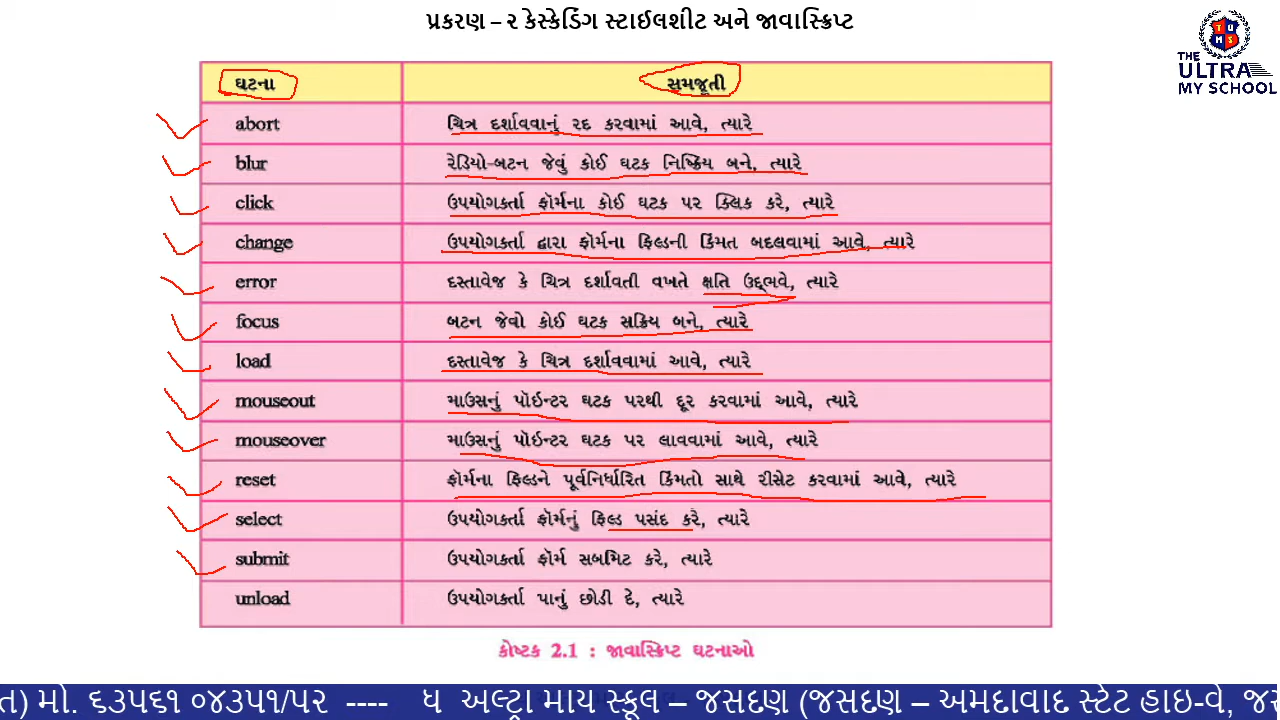 પ્રકરણ – ૨ કેસ્કેડિંગ સ્ટાઈલશીટ અને જાવાસ્ક્રિપ્ટ
TUMS
THE
ULTRA
MY SCHOOL
ઘટના સમજૂતી
abort ચિત્ર દર્શાવવાનું રદ કરવામાં આવે, ત્યારે
blur રેડિયો-બટન જેવું કોઈ ઘટક નિષ્ક્રિય બને, ત્યારે
click ઉપયોગકર્તા ફૉર્મના કોઈ ઘટક પર ક્લિક કરે, ત્યારે
change ઉપયોગકર્તા દ્વારા ફૉર્મના ફિલ્ડની કિંમત બદલવામાં આવે, ત્યારે
error દસ્તાવેજ કે ચિત્ર દર્શાવતી વખતે ક્ષતિ ઉદ્ભવે, ત્યારે
focus બટન જેવો કોઈ ઘટક સક્રિય બને, ત્યારે
load દસ્તાવેજ કે ચિત્ર દર્શાવવામાં આવે, ત્યારે
mouseout માઉસનું પૉઇન્ટર ઘટક પરથી દૂર કરવામાં આવે, ત્યારે
mouseover માઉસનું પૉઇન્ટર ઘટક પર લાવવામાં આવે, ત્યારે
reset ફૉર્મના ફિલ્ડને પૂર્વનિર્ધારિત કિંમતો સાથે રીસેટ કરવામાં આવે, ત્યારે
select ઉપયોગકર્તા ફૉર્મનું ફિલ્ડ પસંદ કરે, ત્યારે
submit ઉપયોગકર્તા ફૉર્મ સબમિટ કરે, ત્યારે
unload ઉપયોગકર્તા પાનું છોડી દે, ત્યારે
કોષ્ટક 2.1 : જાવાસ્ક્રિપ્ટ ઘટનાઓ
ત) મો. ૬૩૫૬૧ ૦૪૩૫૧/૫૨ ---- ધ અલ્ટ્રા માય સ્કૂલ – જસદણ (જસદણ – અમદાવાદ સ્ટેટ હાઇ-વે, જસ